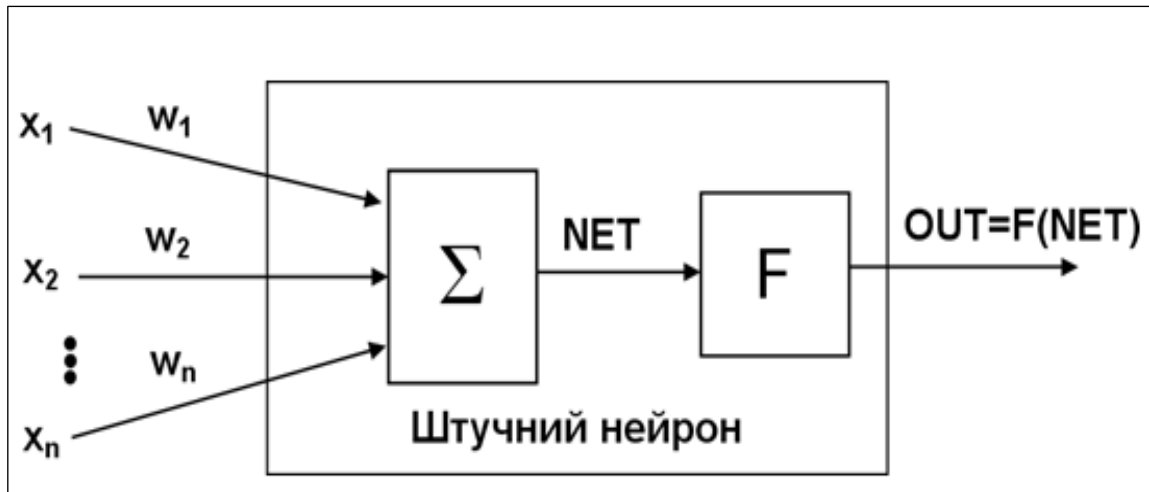 x₁
w₁
x₂
w₂
xₙ
wₙ
Σ
NET
F
OUT=F(NET)
Штучний нейрон